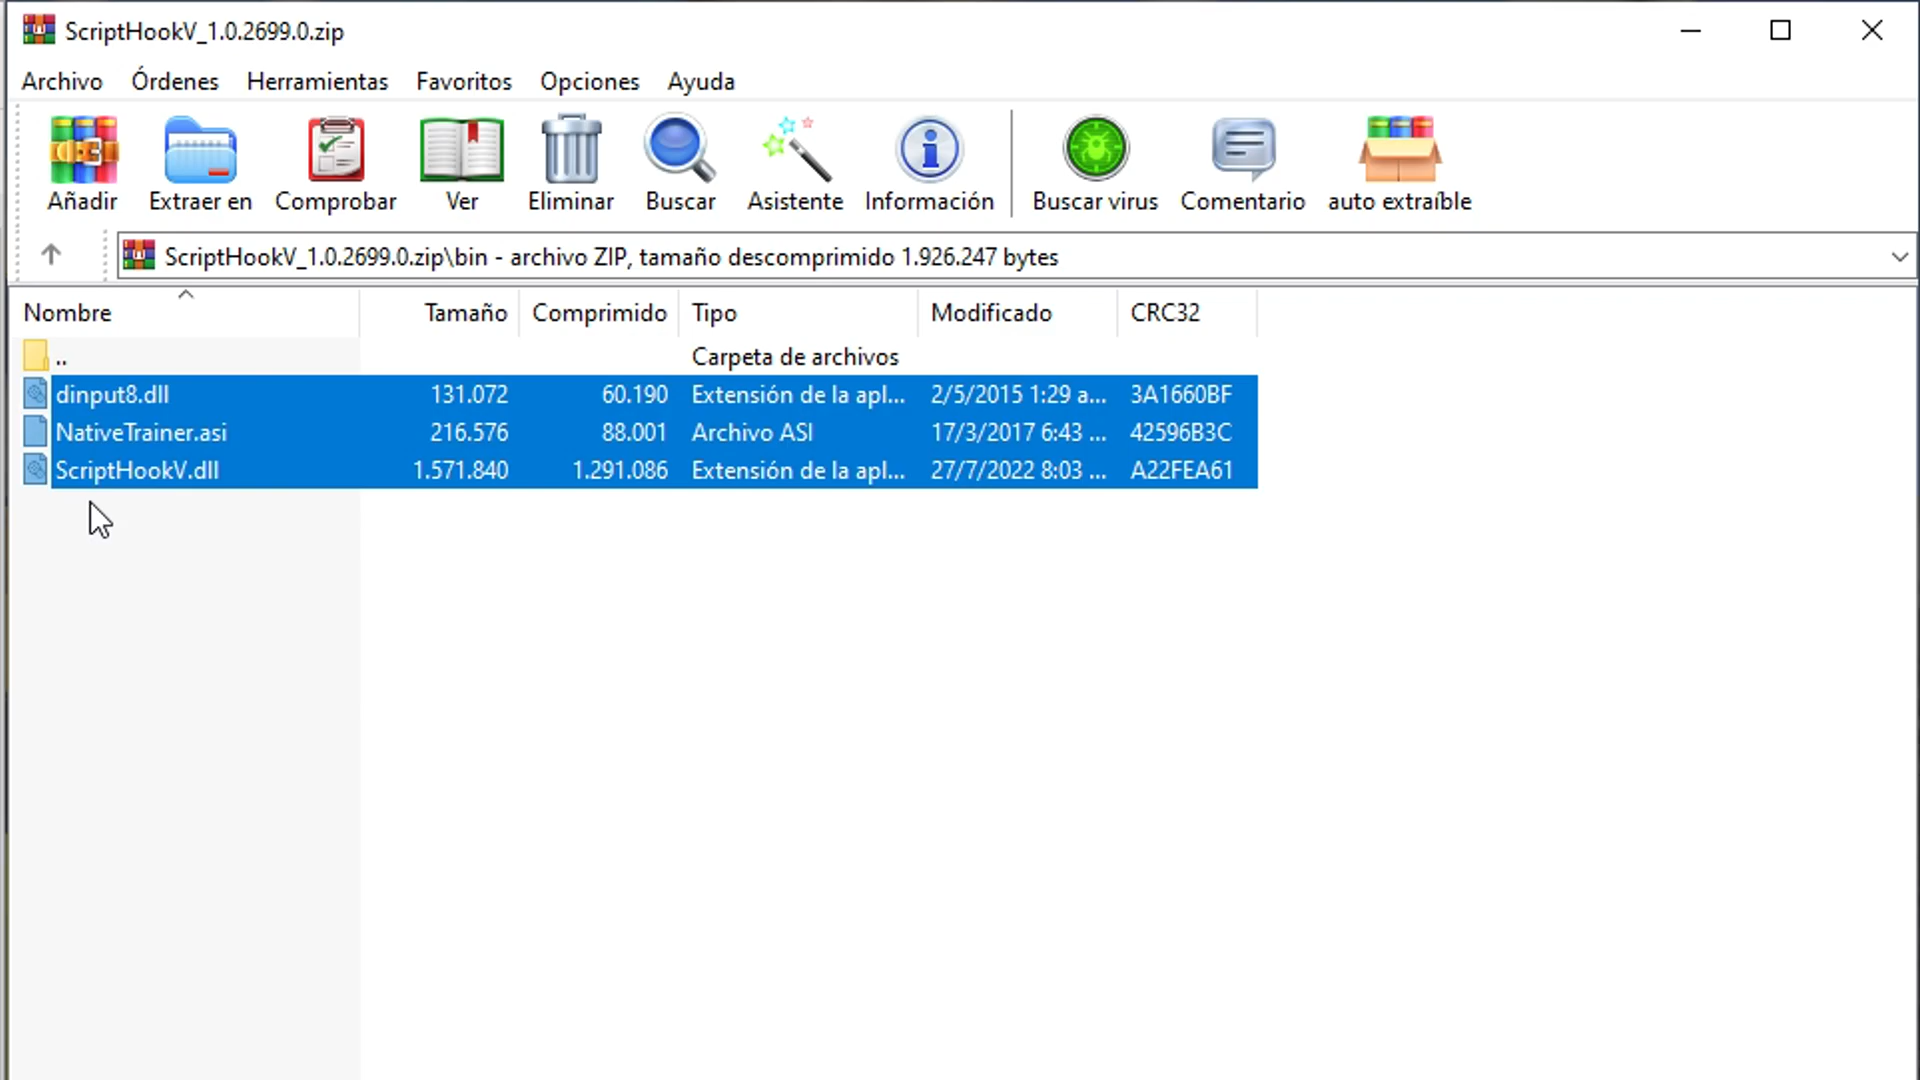 ScriptHookV_1.0.2699.0.zip
Archivo Órdenes Herramientas Favoritos Opciones Ayuda
Añadir Extraer en Comprobar Ver Eliminar Buscar Asistente Información Buscar virus Comentario auto extraíble
ScriptHookV_1.0.2699.0.zip\bin - archivo ZIP, tamaño descomprimido 1.926.247 bytes
Nombre Tamaño Comprimido Tipo Modificado CRC32
.. Carpeta de archivos
dinput8.dll 131.072 60.190 Extensión de la apl... 2/5/2015 1:29 a... 3A1660BF
NativeTrainer.asi 216.576 88.001 Archivo ASI 17/3/2017 6:43 ... 42596B3C
ScriptHookV.dll 1.571.840 1.291.086 Extensión de la apl... 27/7/2022 8:03 ... A22FEA61